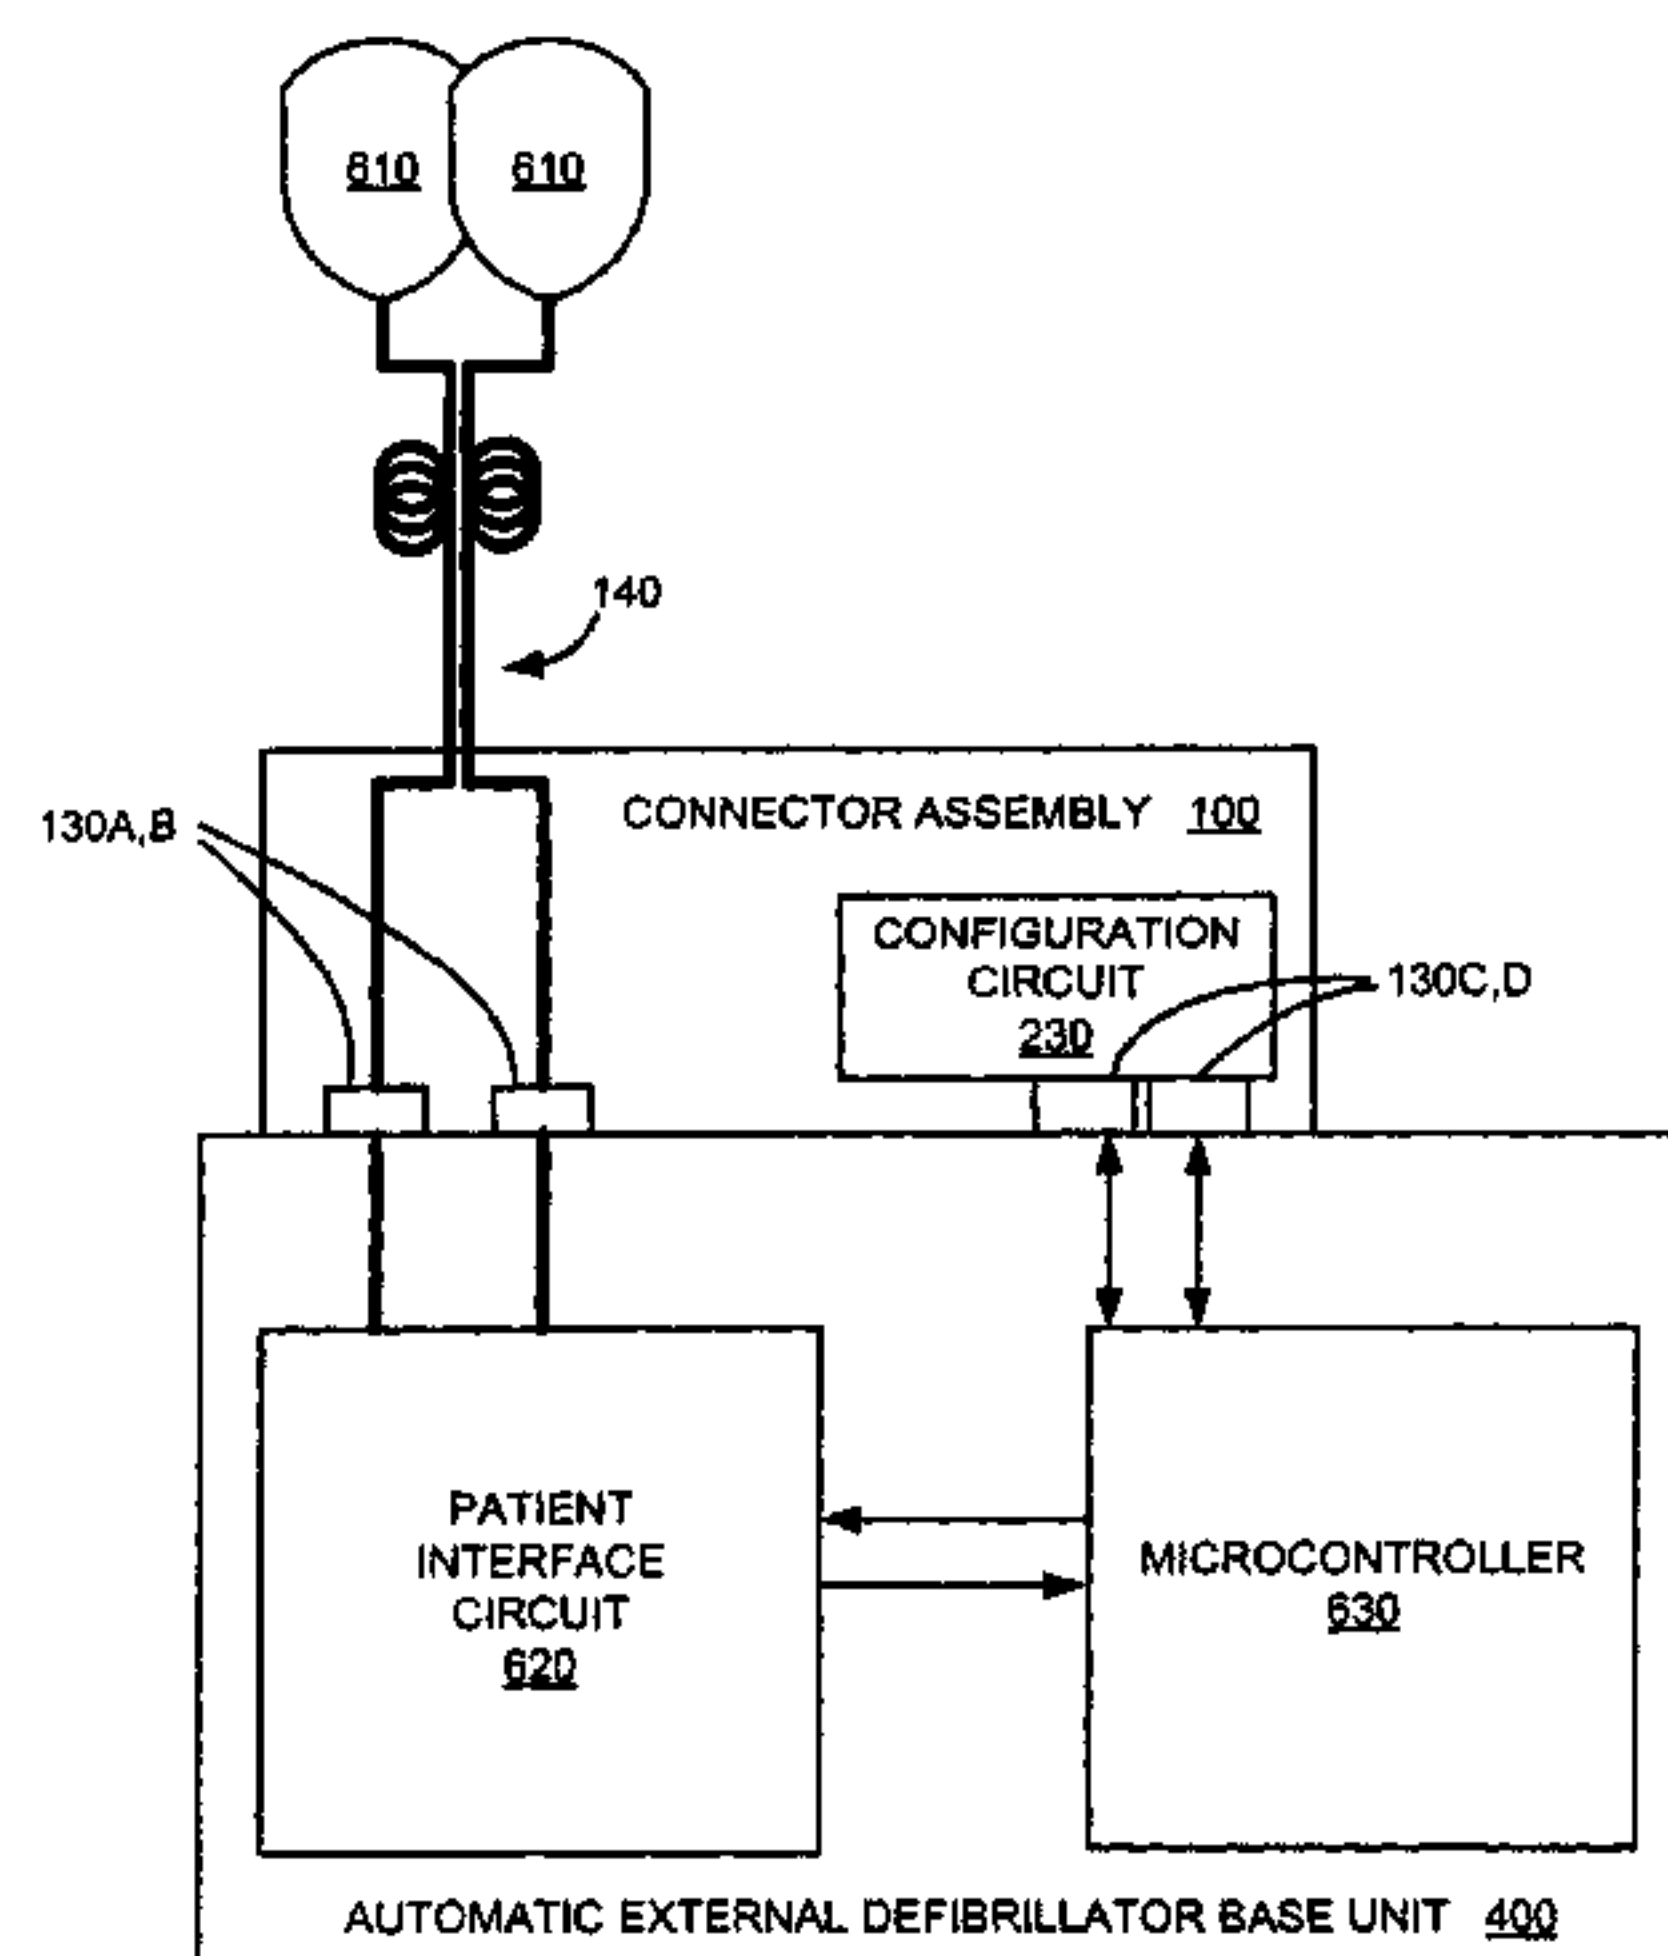 610 610
140
CONNECTOR ASSEMBLY 100
130A,B
CONFIGURATION
CIRCUIT
230
130C,D
PATIENT
INTERFACE
CIRCUIT
620
MICROCONTROLLER
630
AUTOMATIC EXTERNAL DEFIBRILLATOR BASE UNIT 400